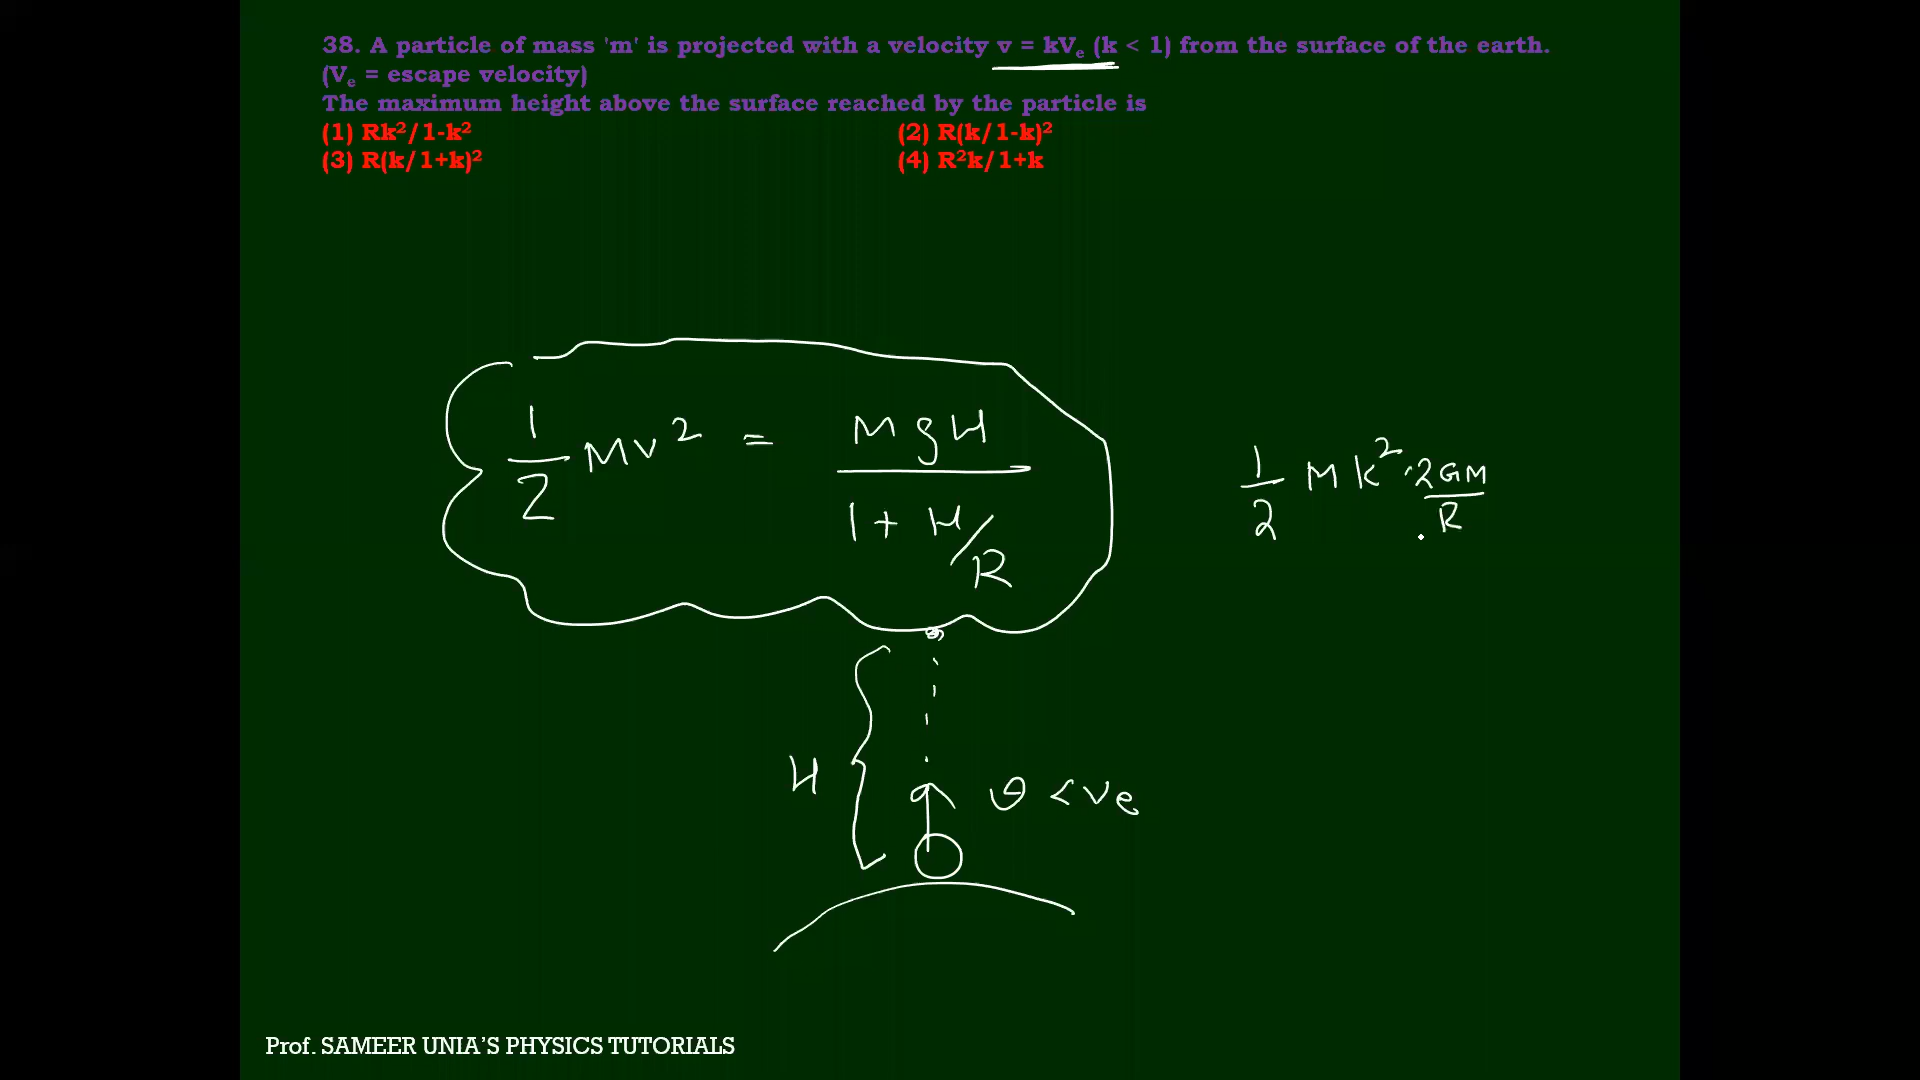 38. A particle of mass 'm' is projected with a velocity v = kVₑ (k < 1) from the surface of the earth.
(Vₑ = escape velocity)
The maximum height above the surface reached by the particle is
(1) Rk²/1-k² (2) R(k/1-k)²
(3) R(k/1+k)² (4) R²k/1+k
1/2 Mv² = MgH / 1 + H/R
1/2 M k² · 2GM/R
H
v < ve
Prof. SAMEER UNIA'S PHYSICS TUTORIALS